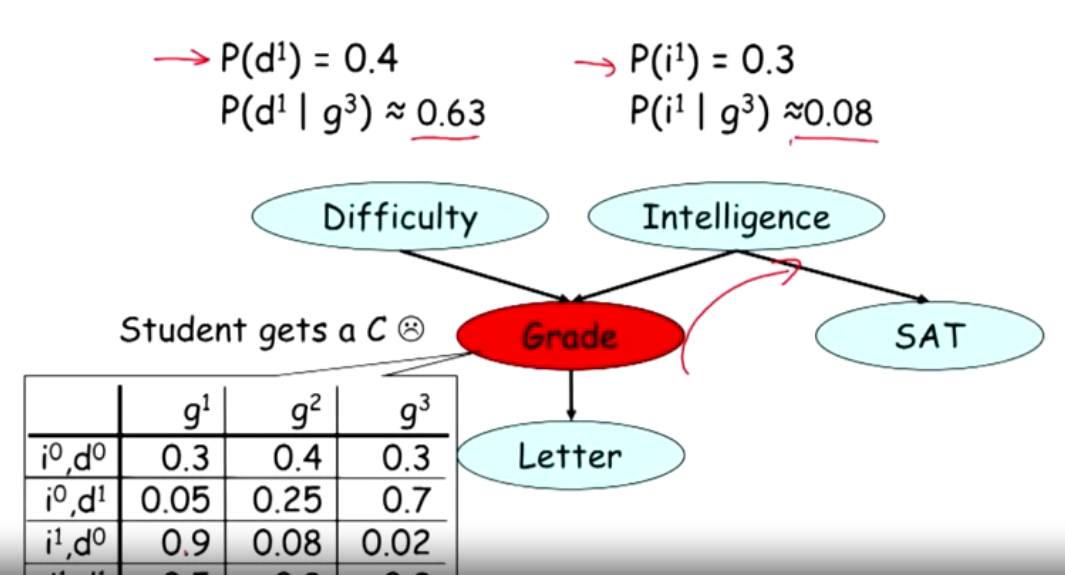 P(d¹) = 0.4
P(i¹) = 0.3
P(d¹ | g³) ≈ 0.63
P(i¹ | g³) ≈0.08
Difficulty
Intelligence
Student gets a C ☹
Grade
SAT
g¹ g² g³
i⁰,d⁰ 0.3 0.4 0.3
Letter
i⁰,d¹ 0.05 0.25 0.7
i¹,d⁰ 0.9 0.08 0.02